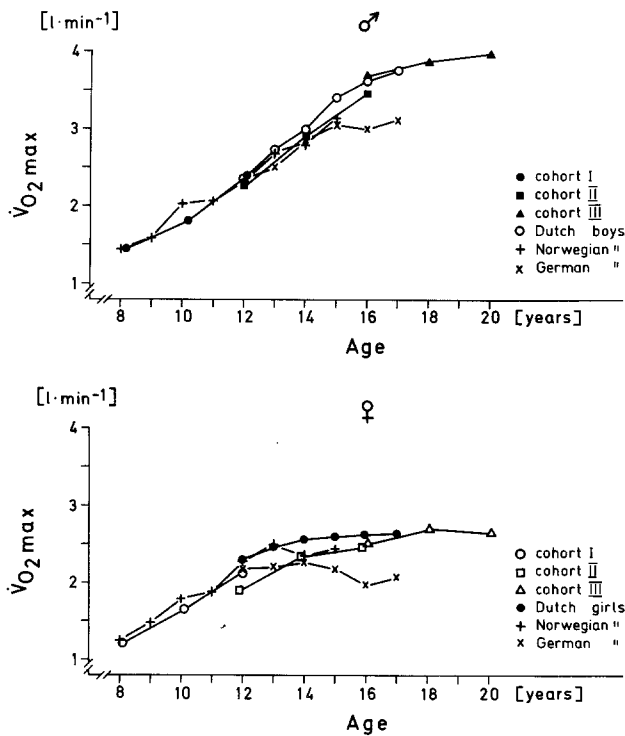 [l·min⁻¹]
♂
4
3
2
1
V̇O₂ max
● cohort I
■ cohort II
▲ cohort III
○ Dutch boys
+ Norwegian "
x German "
8 10 12 14 16 18 20 [years]
Age
[l·min⁻¹]
♀
4
3
2
1
V̇O₂ max
○ cohort I
□ cohort II
△ cohort III
● Dutch girls
+ Norwegian "
x German "
8 10 12 14 16 18 20 [years]
Age